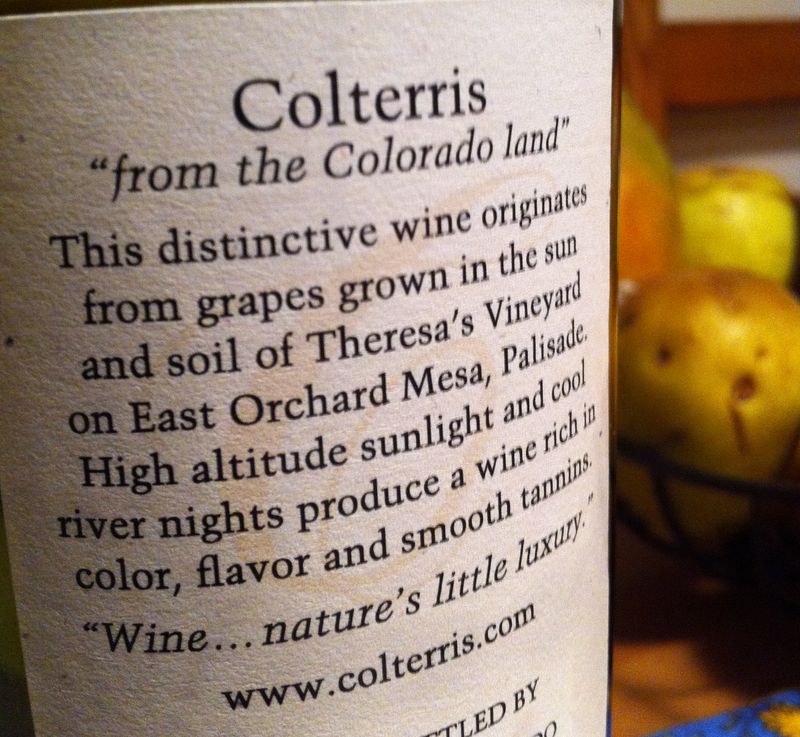 Colterris
“from the Colorado land”
This distinctive wine originates
from grapes grown in the sun
and soil of Theresa’s Vineyard
on East Orchard Mesa, Palisade.
High altitude sunlight and cool
river nights produce a wine rich in
color, flavor and smooth tannins.
“Wine... nature’s little luxury.”
www.colterris.com
BY